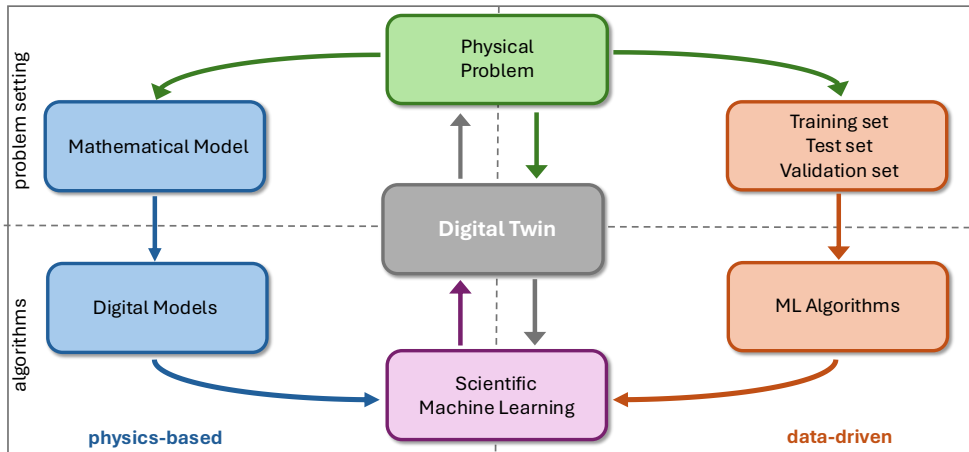 problem setting
Physical
Problem
Mathematical Model
Training set
Test set
Validation set
Digital Twin
algorithms
Digital Models
ML Algorithms
Scientific
Machine Learning
physics-based
data-driven